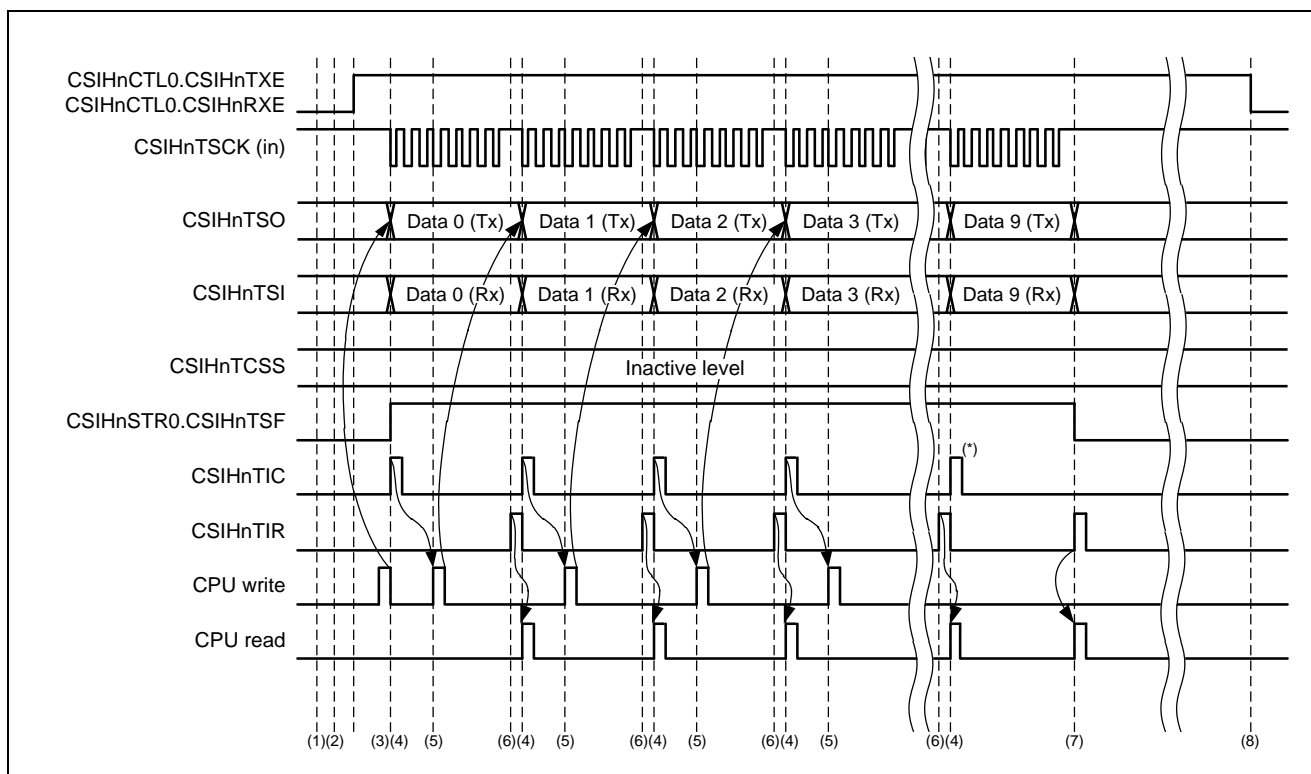 CSIHnCTL0.CSIHnTXE
CSIHnCTL0.CSIHnRXE
CSIHnTSCK (in)
CSIHnTSO
Data 0 (Tx) Data 1 (Tx) Data 2 (Tx) Data 3 (Tx) Data 9 (Tx)
CSIHnTSI
Data 0 (Rx) Data 1 (Rx) Data 2 (Rx) Data 3 (Rx) Data 9 (Rx)
CSIHnTCSS
Inactive level
CSIHnSTR0.CSIHnTSF
CSIHnTIC
(*)
CSIHnTIR
CPU write
CPU read
(1)(2) (3)(4) (5) (6)(4) (5) (6)(4) (5) (6)(4) (5) (6)(4) (7) (8)